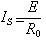 I_S = E/R_0